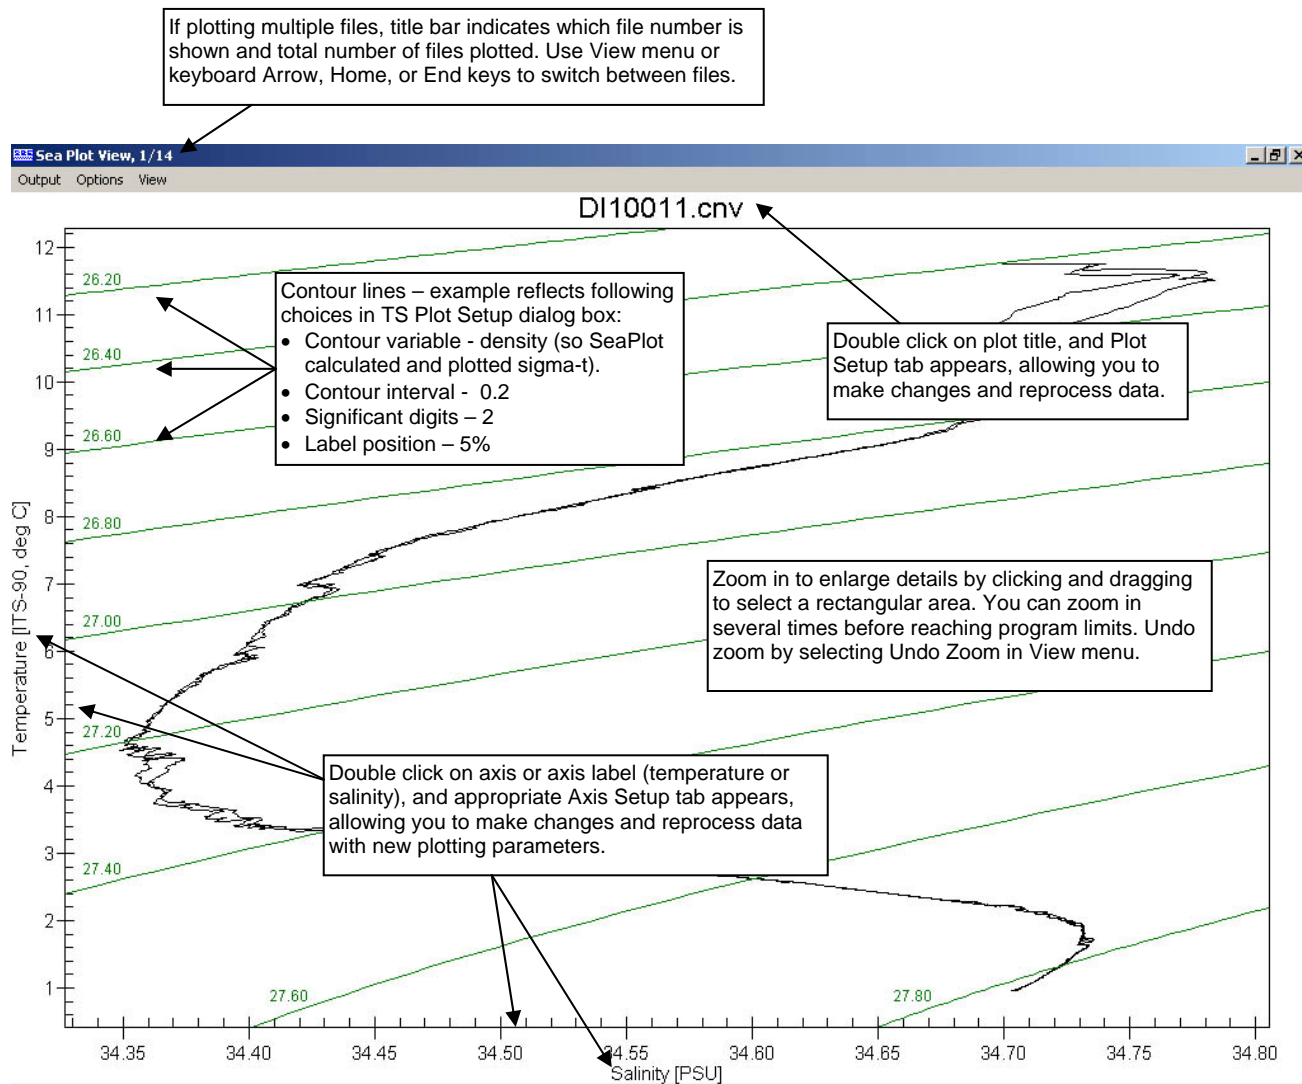 If plotting multiple files, title bar indicates which file number is
shown and total number of files plotted. Use View menu or
keyboard Arrow, Home, or End keys to switch between files.
SBS Sea Plot View, 1/14
Output Options View
DI10011.cnv
12
11
10
9
8
7
6
5
4
3
2
1
Temperature [ITS-90, deg C]
26.20
26.40
26.60
26.80
27.00
27.20
27.40
27.60
27.80
Contour lines – example reflects following
choices in TS Plot Setup dialog box:
• Contour variable - density (so SeaPlot
calculated and plotted sigma-t).
• Contour interval - 0.2
• Significant digits – 2
• Label position – 5%
Double click on plot title, and Plot
Setup tab appears, allowing you to
make changes and reprocess data.
Zoom in to enlarge details by clicking and dragging
to select a rectangular area. You can zoom in
several times before reaching program limits. Undo
zoom by selecting Undo Zoom in View menu.
Double click on axis or axis label (temperature or
salinity), and appropriate Axis Setup tab appears,
allowing you to make changes and reprocess data
with new plotting parameters.
34.35 34.40 34.45 34.50 34.55 34.60 34.65 34.70 34.75 34.80
Salinity [PSU]